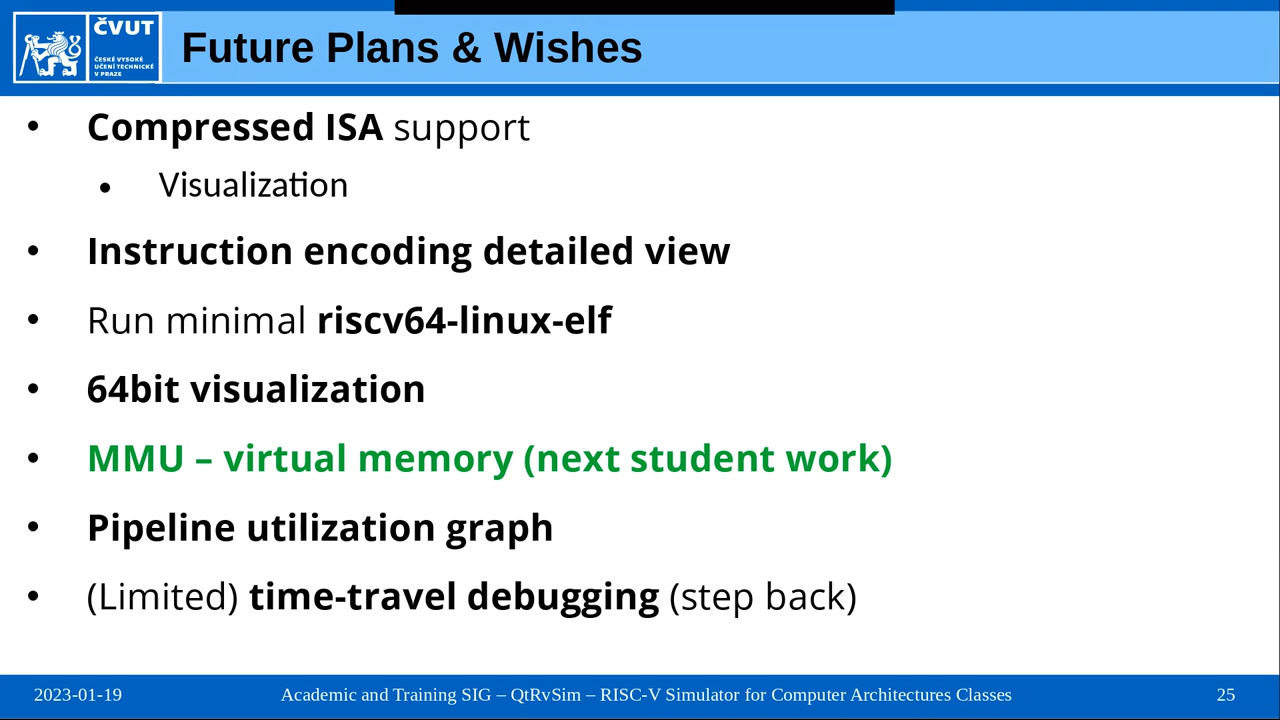 ČVUT
ČESKÉ VYSOKÉ
UČENÍ TECHNICKÉ
V PRAZE
Future Plans & Wishes
• Compressed ISA support
• Visualization
• Instruction encoding detailed view
• Run minimal riscv64-linux-elf
• 64bit visualization
• MMU – virtual memory (next student work)
• Pipeline utilization graph
• (Limited) time-travel debugging (step back)
2023-01-19
Academic and Training SIG – QtRvSim – RISC-V Simulator for Computer Architectures Classes
25